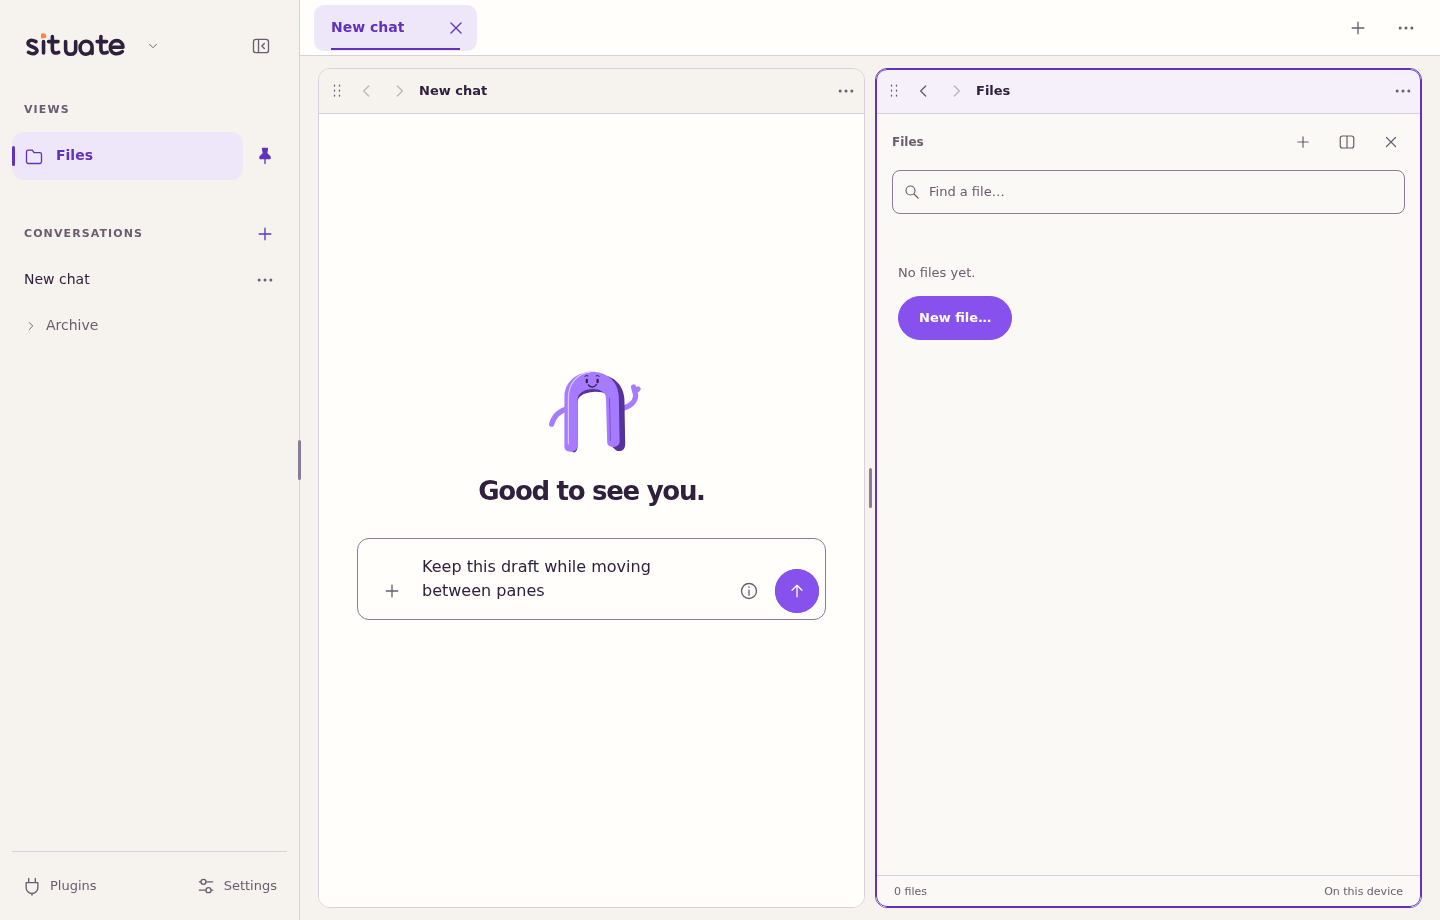 situate
VIEWS
Files
CONVERSATIONS
New chat
Archive
Plugins
Settings
New chat
New chat
Good to see you.
Keep this draft while moving
between panes
Files
Files
Find a file...
No files yet.
New file...
0 files
On this device